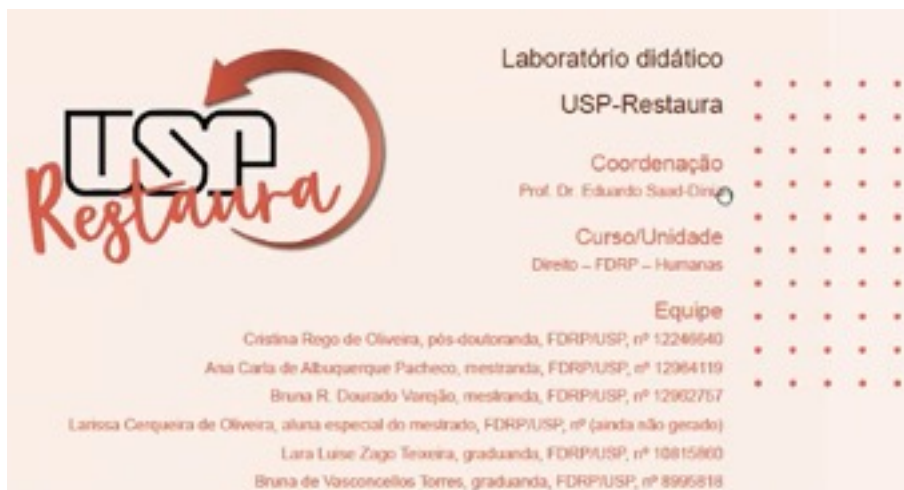 USP
Restaura
Laboratório didático
USP-Restaura
Coordenação
Prof. Dr. Eduardo Saad-Diniz
Curso/Unidade
Direito – FDRP – Humanas
Equipe
Cristina Rego de Oliveira, pós-doutoranda, FDRP/USP, nº 12246640
Ana Carla de Albuquerque Pacheco, mestranda, FDRP/USP, nº 12964119
Bruna R. Dourado Varejão, mestranda, FDRP/USP, nº 12962757
Larissa Cerqueira de Oliveira, aluna especial do mestrado, FDRP/USP, nº (ainda não gerado)
Lara Luise Zago Teixeira, graduanda, FDRP/USP, nº 10815860
Bruna de Vasconcellos Torres, graduanda, FDRP/USP, nº 8995818